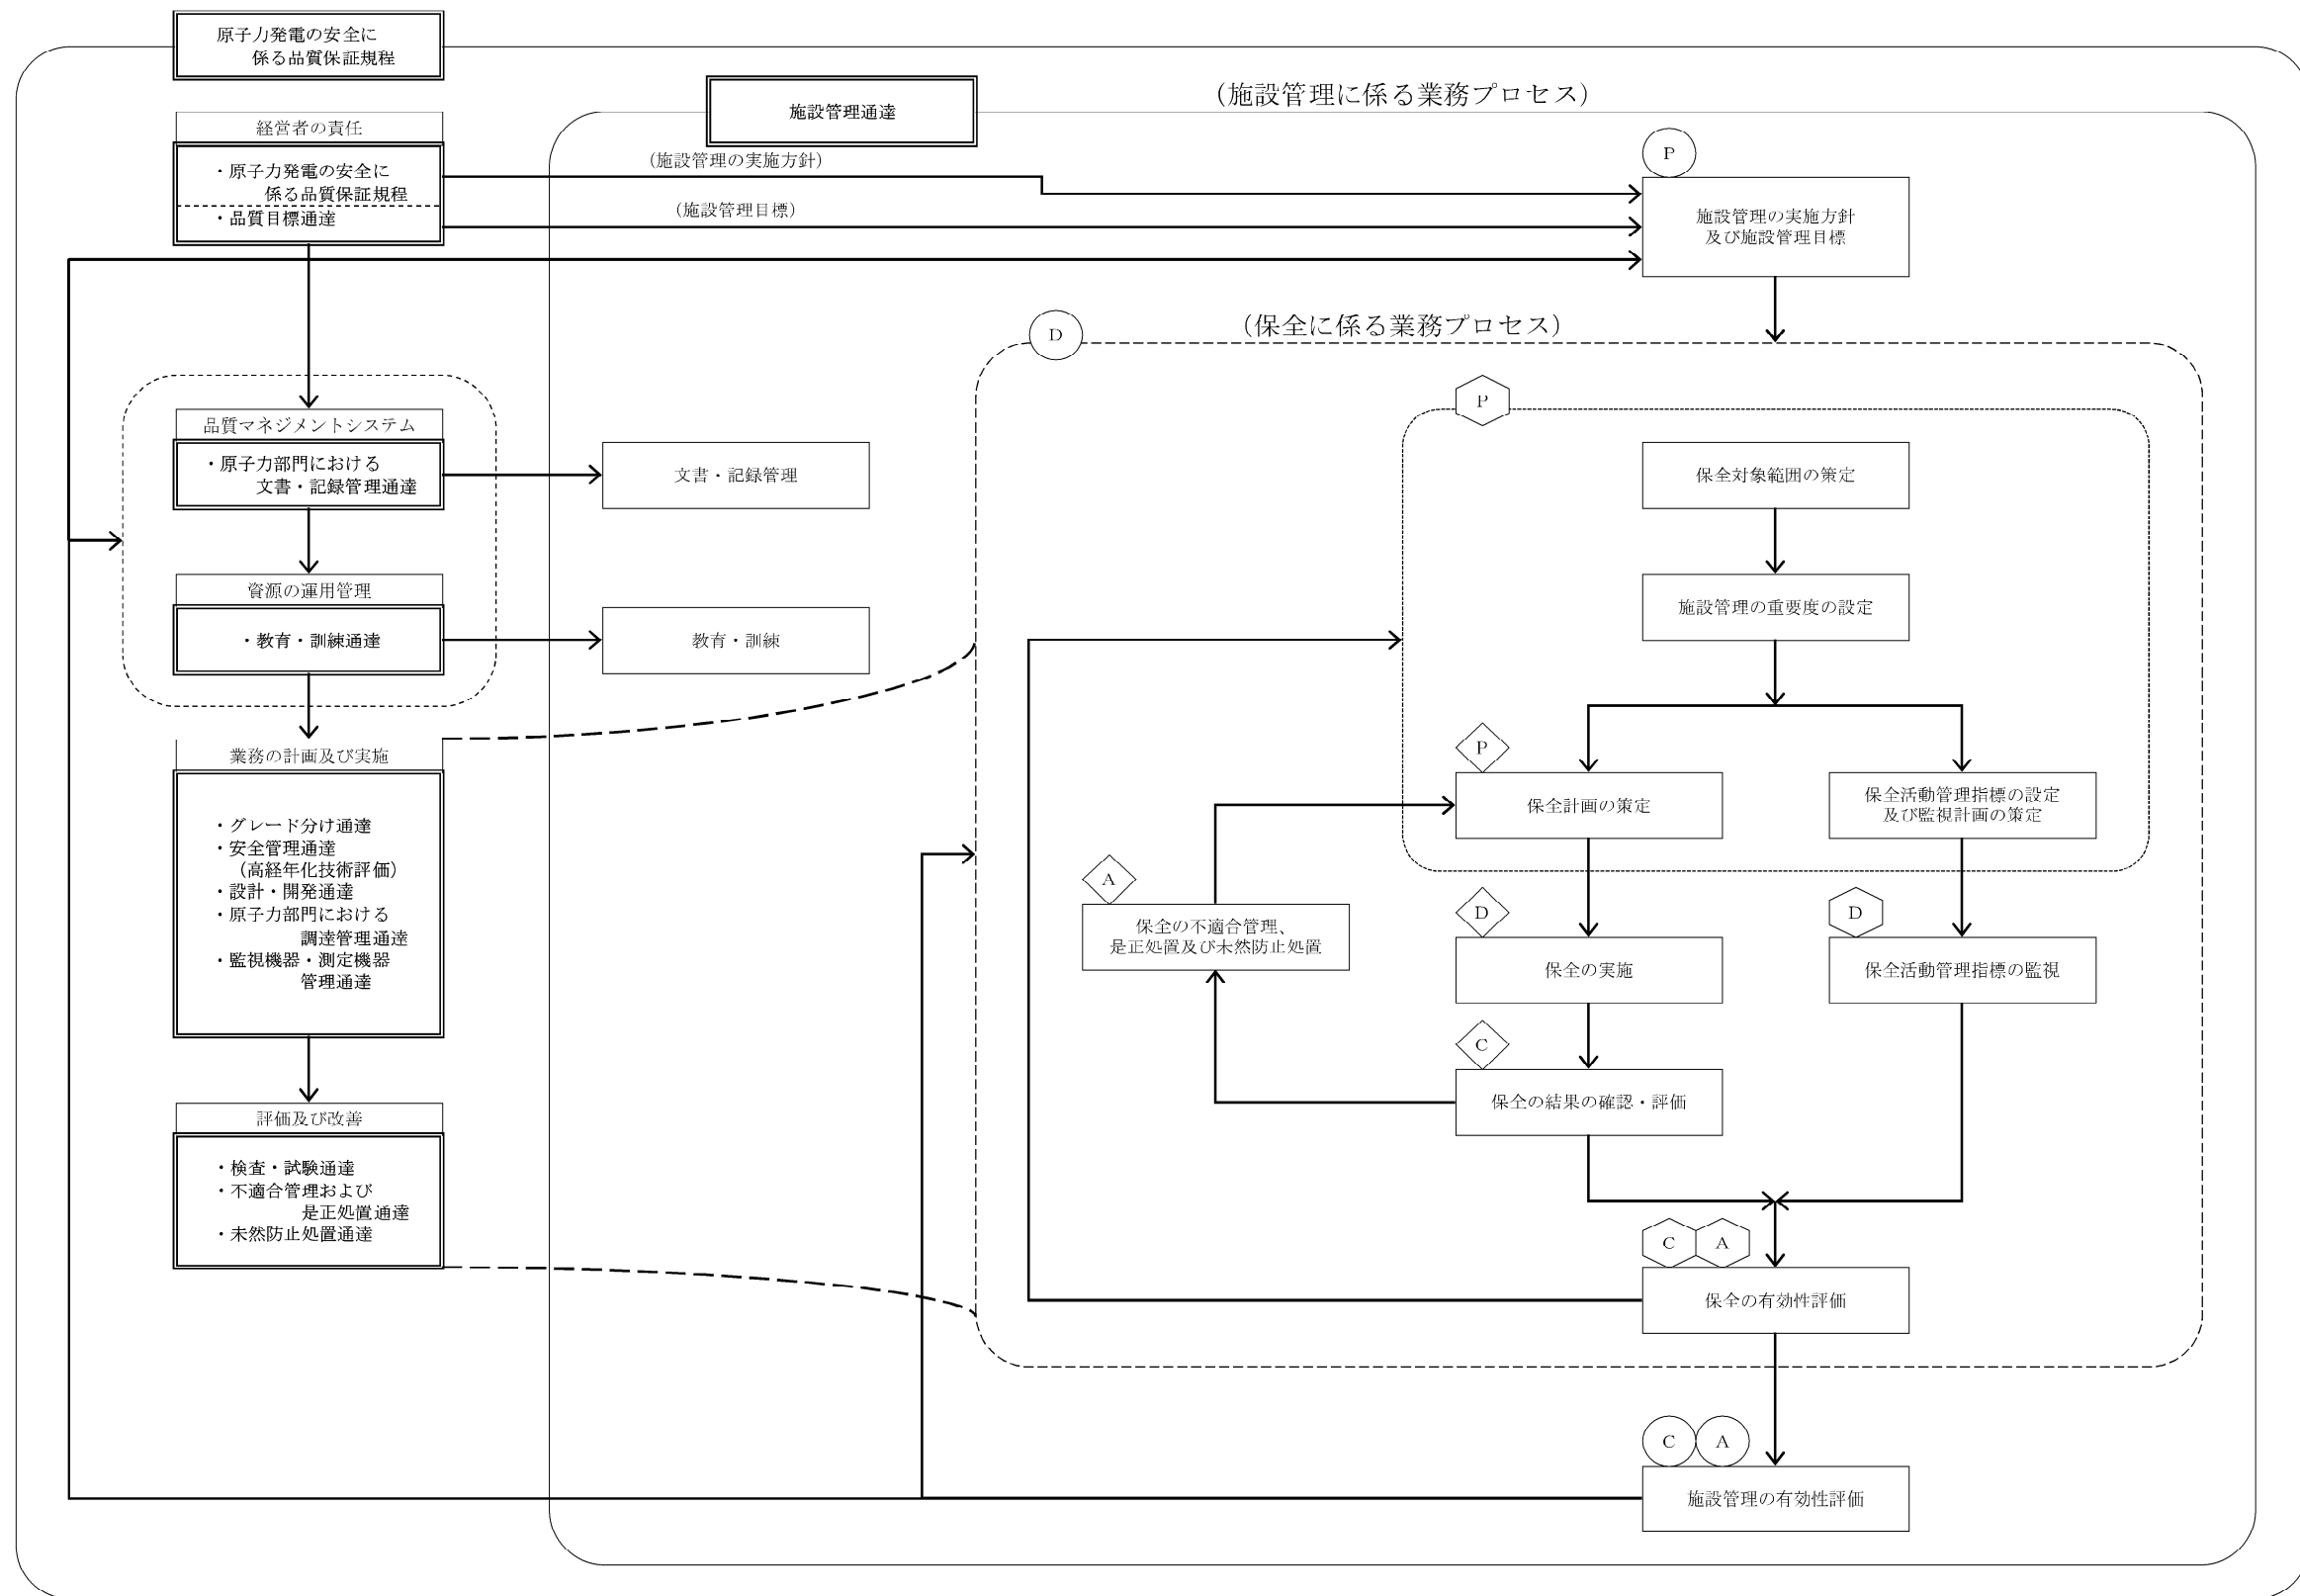 原子力発電の安全に
係る品質保証規程
施設管理通達
（施設管理に係る業務プロセス）
経営者の責任
・原子力発電の安全に
係る品質保証規程
・品質目標通達
（施設管理の実施方針）
（施設管理目標）
P
施設管理の実施方針
及び施設管理目標
D
（保全に係る業務プロセス）
品質マネジメントシステム
・原子力部門における
文書・記録管理通達
文書・記録管理
資源の運用管理
・教育・訓練通達
教育・訓練
業務の計画及び実施
・グレード分け通達
・安全管理通達
（高経年化技術評価）
・設計・開発通達
・原子力部門における
調達管理通達
・監視機器・測定機器
管理通達
評価及び改善
・検査・試験通達
・不適合管理および
是正処置通達
・未然防止処置通達
P
保全対象範囲の策定
施設管理の重要度の設定
P
保全計画の策定
保全活動管理指標の設定
及び監視計画の策定
A
保全の不適合管理、
是正処置及び未然防止処置
D
保全の実施
D
保全活動管理指標の監視
C
保全の結果の確認・評価
C
A
保全の有効性評価
C
A
施設管理の有効性評価